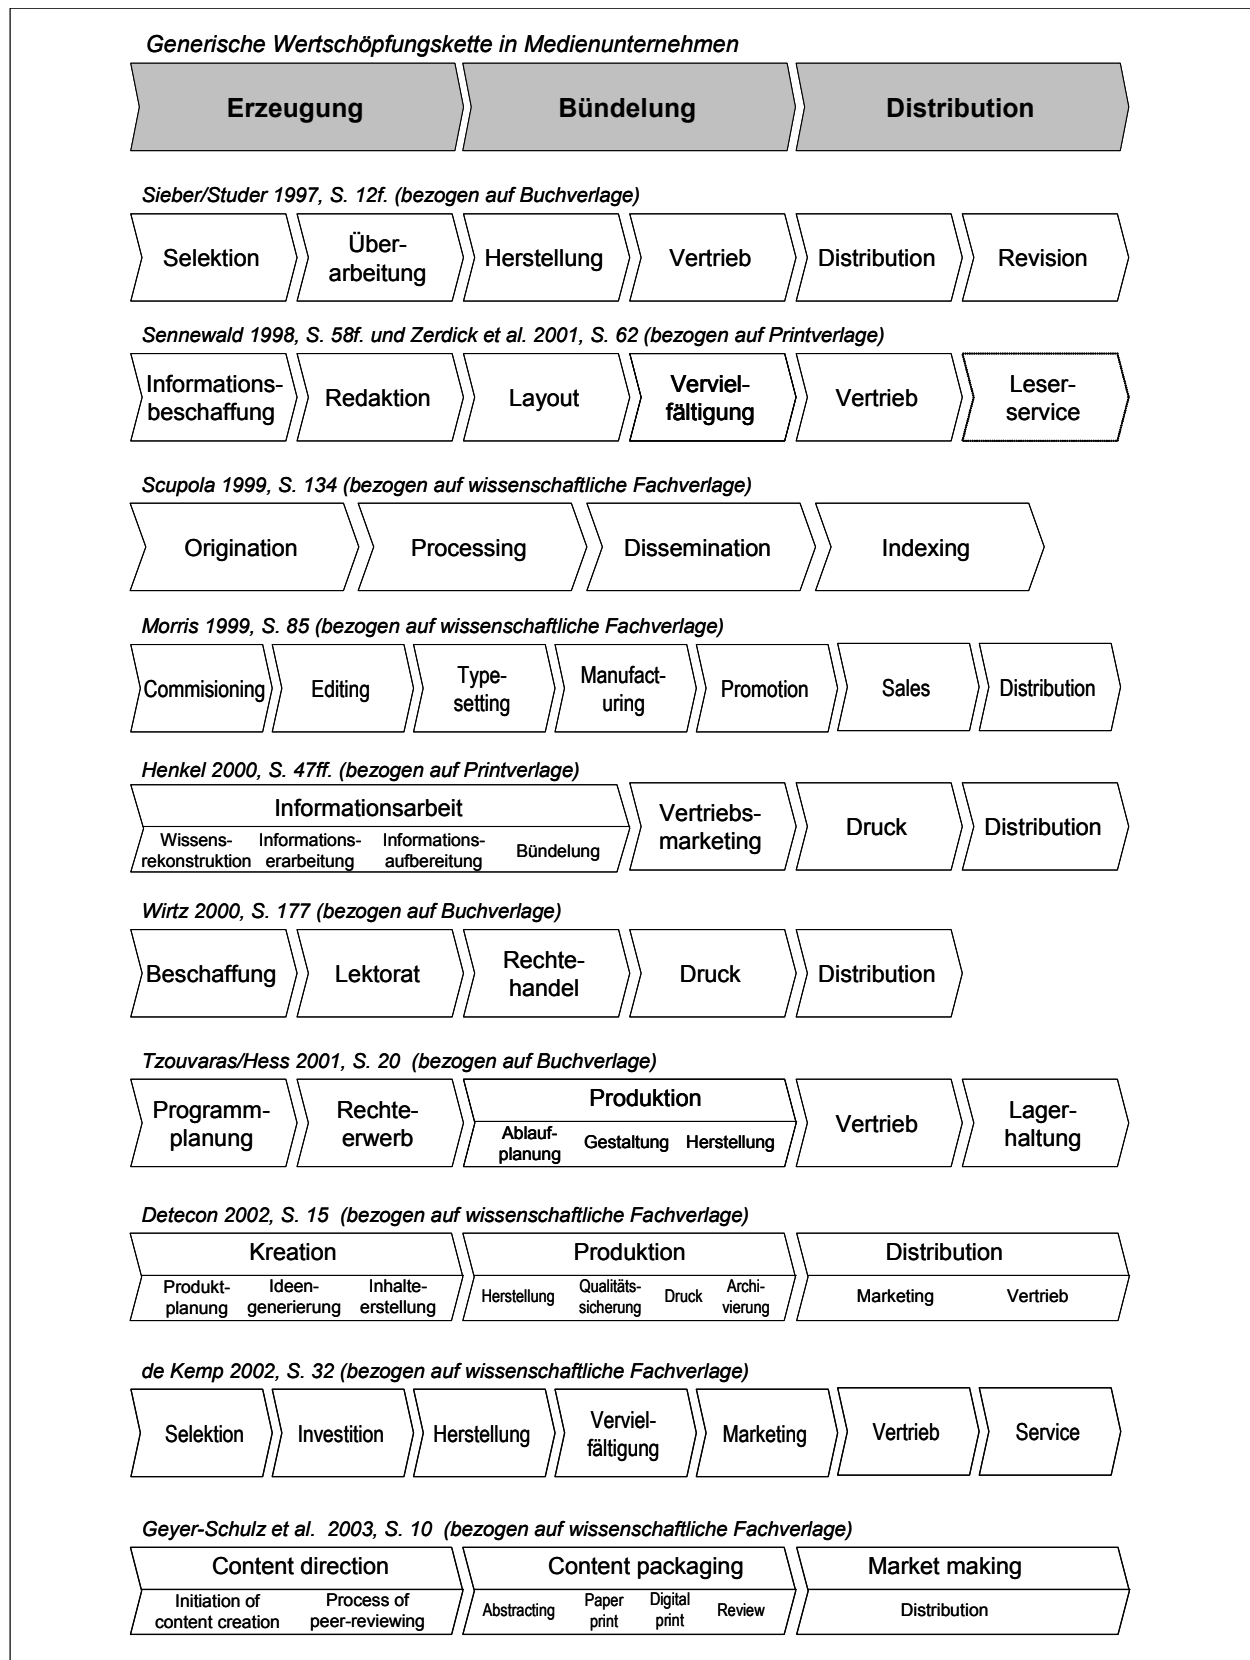 Generische Wertschöpfungskette in Medienunternehmen
Erzeugung Bündelung Distribution
Sieber/Studer 1997, S. 12f. (bezogen auf Buchverlage)
Selektion
Über-
arbeitung
Herstellung
Vertrieb
Distribution
Revision
Sennewald 1998, S. 58f. und Zerdick et al. 2001, S. 62 (bezogen auf Printverlage)
Informations-
beschaffung
Redaktion
Layout
Verviel-
fältigung
Vertrieb
Leser-
service
Scupola 1999, S. 134 (bezogen auf wissenschaftliche Fachverlage)
Origination
Processing
Dissemination
Indexing
Morris 1999, S. 85 (bezogen auf wissenschaftliche Fachverlage)
Commisioning
Editing
Type-
setting
Manufact-
uring
Promotion
Sales
Distribution
Henkel 2000, S. 47ff. (bezogen auf Printverlage)
Informationsarbeit
Wissens-
rekonstruktion
Informations-
erarbeitung
Informations-
aufbereitung
Bündelung
Vertriebs-
marketing
Druck
Distribution
Wirtz 2000, S. 177 (bezogen auf Buchverlage)
Beschaffung
Lektorat
Rechte-
handel
Druck
Distribution
Tzouvaras/Hess 2001, S. 20 (bezogen auf Buchverlage)
Programm-
planung
Rechte-
erwerb
Produktion
Ablauf-
planung
Gestaltung
Herstellung
Vertrieb
Lager-
haltung
Detecon 2002, S. 15 (bezogen auf wissenschaftliche Fachverlage)
Kreation
Produkt-
planung
Ideen-
generierung
Inhalte-
erstellung
Produktion
Herstellung
Qualitäts-
sicherung
Druck
Archi-
vierung
Distribution
Marketing
Vertrieb
de Kemp 2002, S. 32 (bezogen auf wissenschaftliche Fachverlage)
Selektion
Investition
Herstellung
Verviel-
fältigung
Marketing
Vertrieb
Service
Geyer-Schulz et al. 2003, S. 10 (bezogen auf wissenschaftliche Fachverlage)
Content direction
Initiation of
content creation
Process of
peer-reviewing
Content packaging
Abstracting
Paper
print
Digital
print
Review
Market making
Distribution